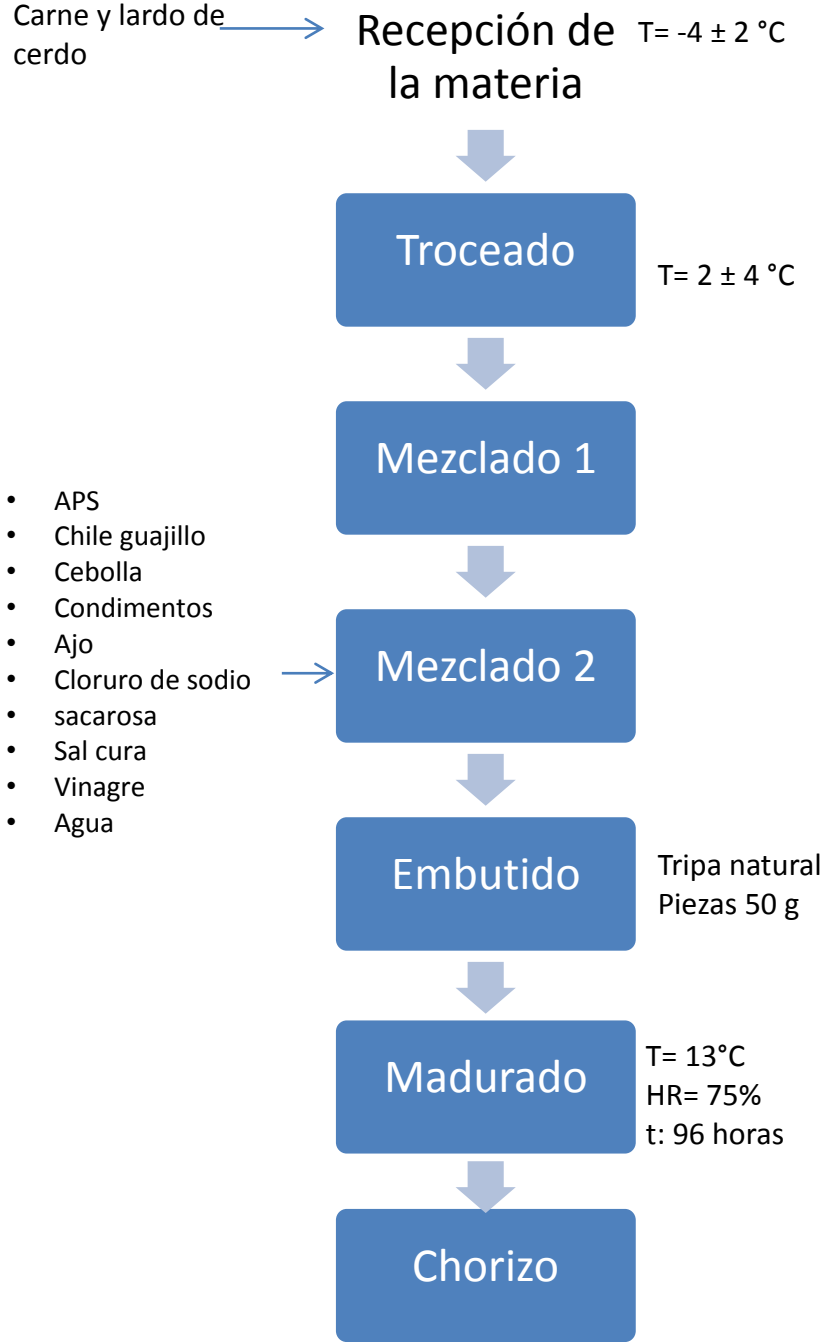 Carne y lardo de
cerdo
Recepción de
la materia
T= -4 ± 2 °C
Troceado
T= 2 ± 4 °C
Mezclado 1
• APS
• Chile guajillo
• Cebolla
• Condimentos
• Ajo
• Cloruro de sodio
• sacarosa
• Sal cura
• Vinagre
• Agua
Mezclado 2
Embutido
Tripa natural
Piezas 50 g
Madurado
T= 13°C
HR= 75%
t: 96 horas
Chorizo